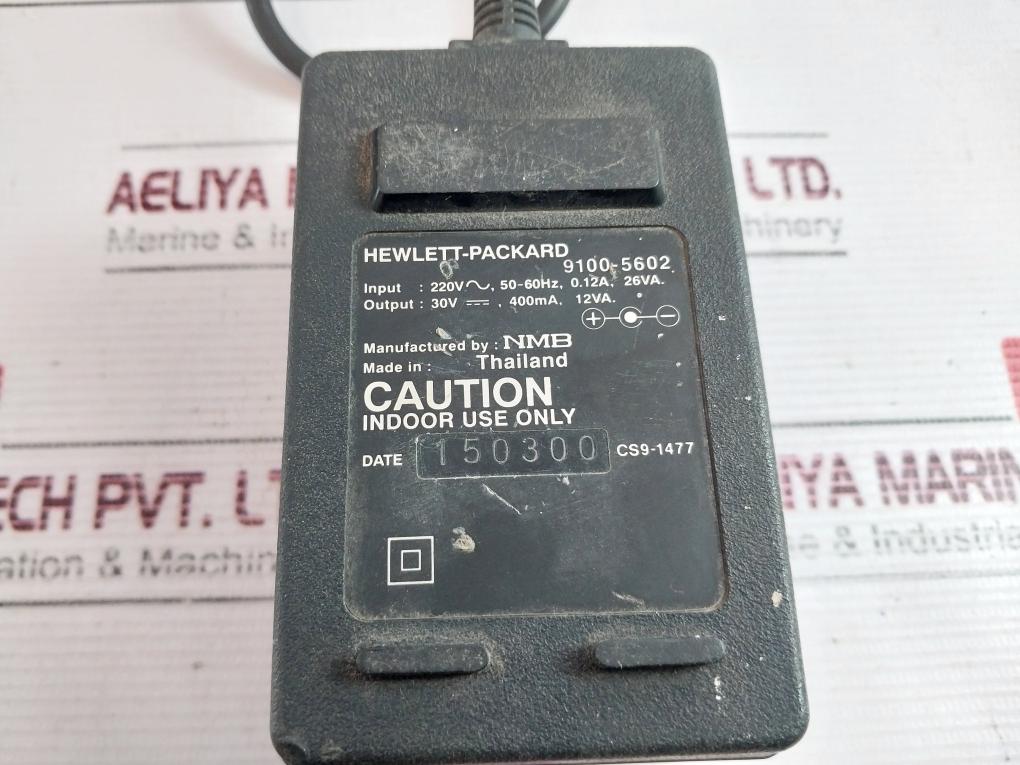 AELIYA
LTD.
Marine & In
hinery
HEWLETT-PACKARD
9100-5602
Input : 220V～, 50-60Hz, 0.12A, 26VA.
Output : 30V ⎓ , 400mA, 12VA.
Manufactured by : NMB
Made in : Thailand
CAUTION
INDOOR USE ONLY
DATE 150300 CS9-1477
ECH PVT. LT
IYA MARIN
ation & Machin
e & Industria